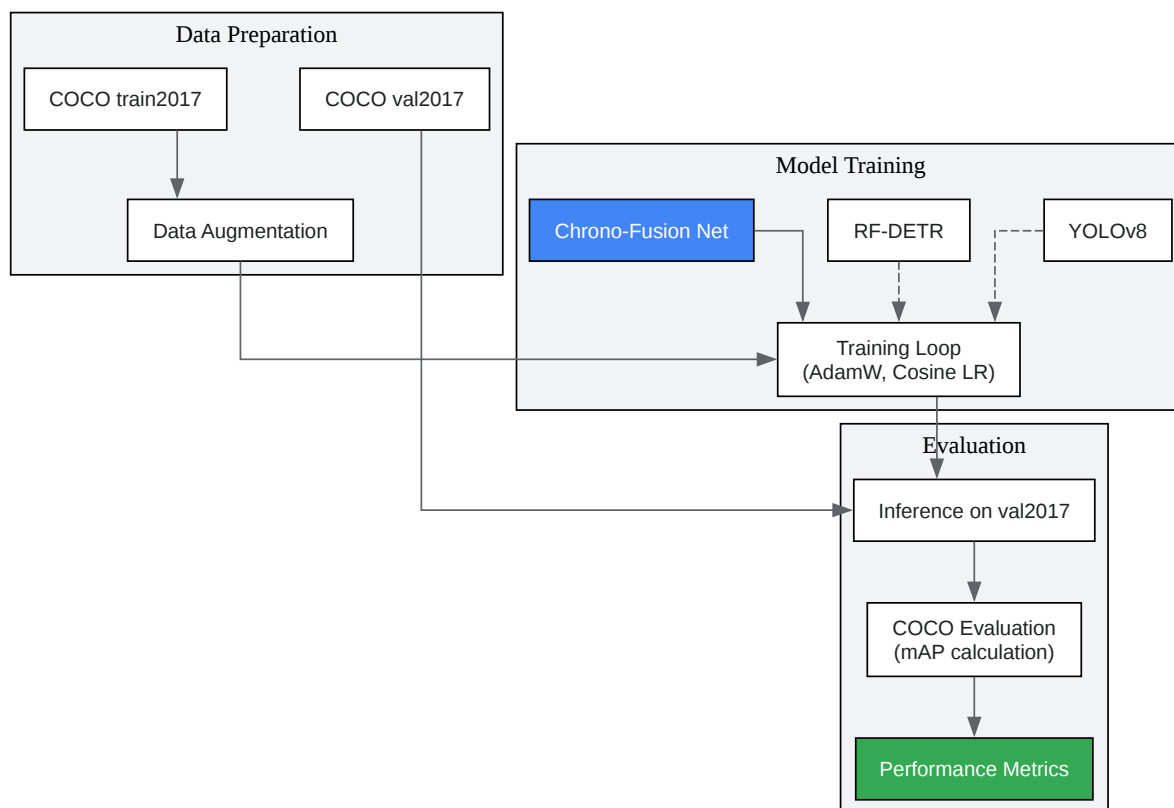 Data Preparation
COCO train2017
COCO val2017
Data Augmentation
Model Training
Chrono-Fusion Net
RF-DETR
YOLOv8
Training Loop
(AdamW, Cosine LR)
Evaluation
Inference on val2017
COCO Evaluation
(mAP calculation)
Performance Metrics